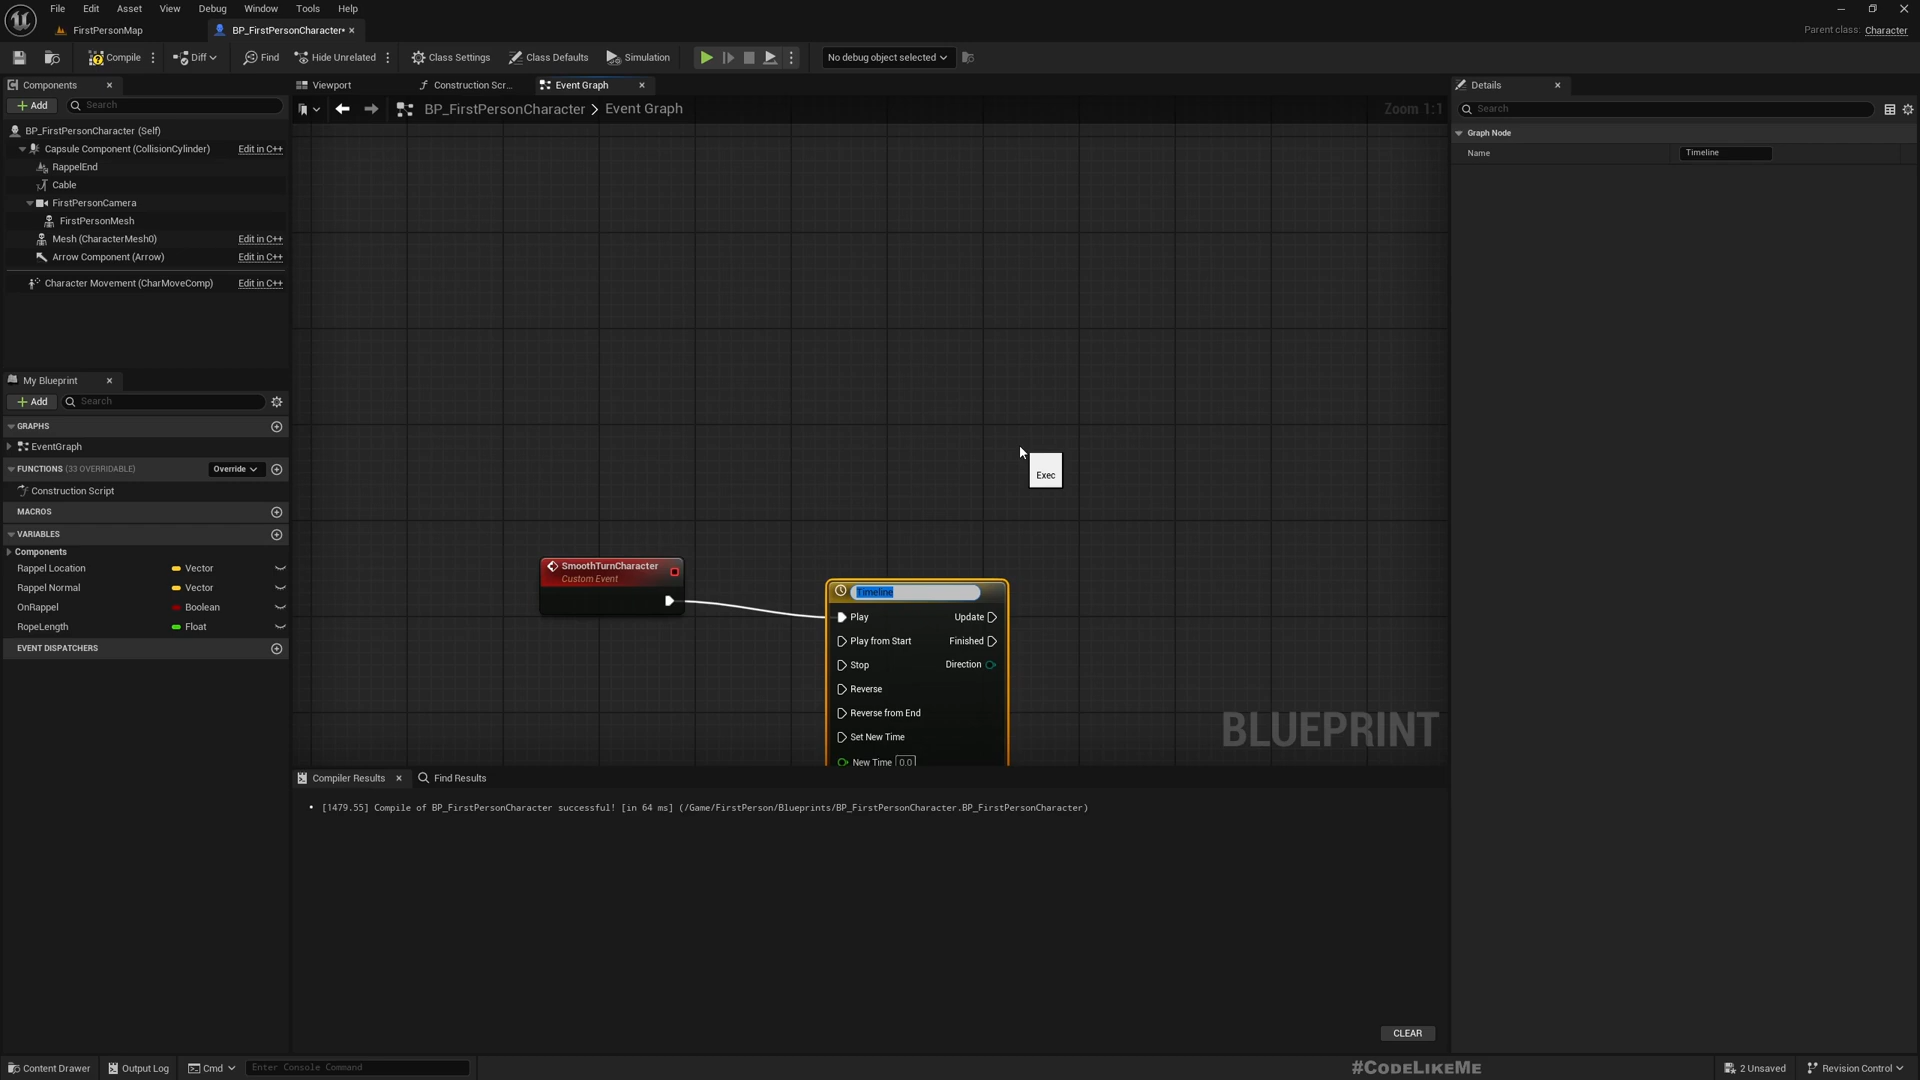 File Edit Asset View Debug Window Tools Help
FirstPersonMap
BP_FirstPersonCharacter•
Parent class: Character
Compile
Diff
Find
Hide Unrelated
Class Settings
Class Defaults
Simulation
No debug object selected
Components
Viewport
Construction Scr...
Event Graph
Details
Add
Search
BP_FirstPersonCharacter > Event Graph
Zoom 1:1
Search
BP_FirstPersonCharacter (Self)
Graph Node
Capsule Component (CollisionCylinder) Edit in C++
Name Timeline
RappelEnd
Cable
FirstPersonCamera
FirstPersonMesh
Mesh (CharacterMesh0) Edit in C++
Arrow Component (Arrow) Edit in C++
Character Movement (CharMoveComp) Edit in C++
My Blueprint
Add
Search
GRAPHS
EventGraph
FUNCTIONS (33 OVERRIDABLE) Override
Construction Script
MACROS
VARIABLES
Components
Rappel Location Vector
Rappel Normal Vector
OnRappel Boolean
RopeLength Float
EVENT DISPATCHERS
Exec
SmoothTurnCharacter
Custom Event
Timeline
Play Update
Play from Start Finished
Stop Direction
Reverse
Reverse from End
Set New Time
New Time 0.0
BLUEPRINT
Compiler Results
Find Results
• [1479.55] Compile of BP_FirstPersonCharacter successful! [in 64 ms] (/Game/FirstPerson/Blueprints/BP_FirstPersonCharacter.BP_FirstPersonCharacter)
CLEAR
Content Drawer
Output Log
Cmd
Enter Console Command
#CODELIKEME
2 Unsaved
Revision Control